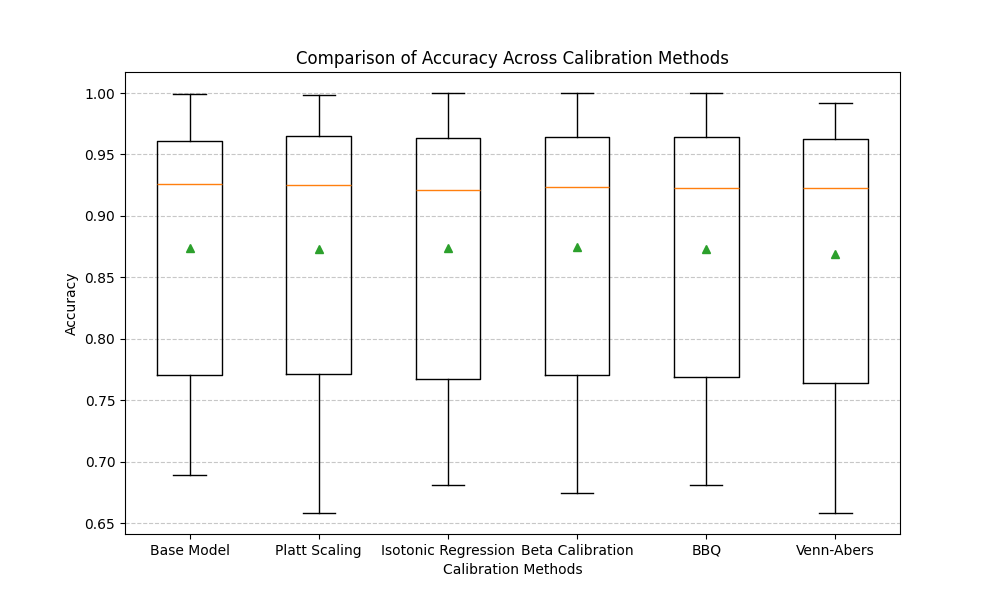 Comparison of Accuracy Across Calibration Methods
1.00
0.95
0.90
0.85
0.80
0.75
0.70
0.65
Accuracy
Base Model Platt Scaling Isotonic Regression Beta Calibration BBQ Venn-Abers
Calibration Methods